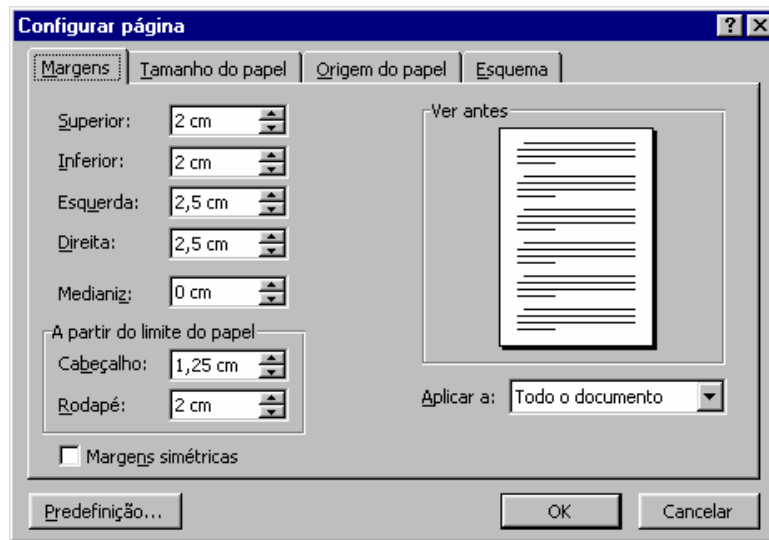 Configurar página
Margens Tamanho do papel Origem do papel Esquema
Superior: 2 cm
Inferior: 2 cm
Esquerda: 2,5 cm
Direita: 2,5 cm
Medianiz: 0 cm
A partir do limite do papel
Cabeçalho: 1,25 cm
Rodapé: 2 cm
Margens simétricas
Ver antes
Aplicar a: Todo o documento
Predefinição... OK Cancelar